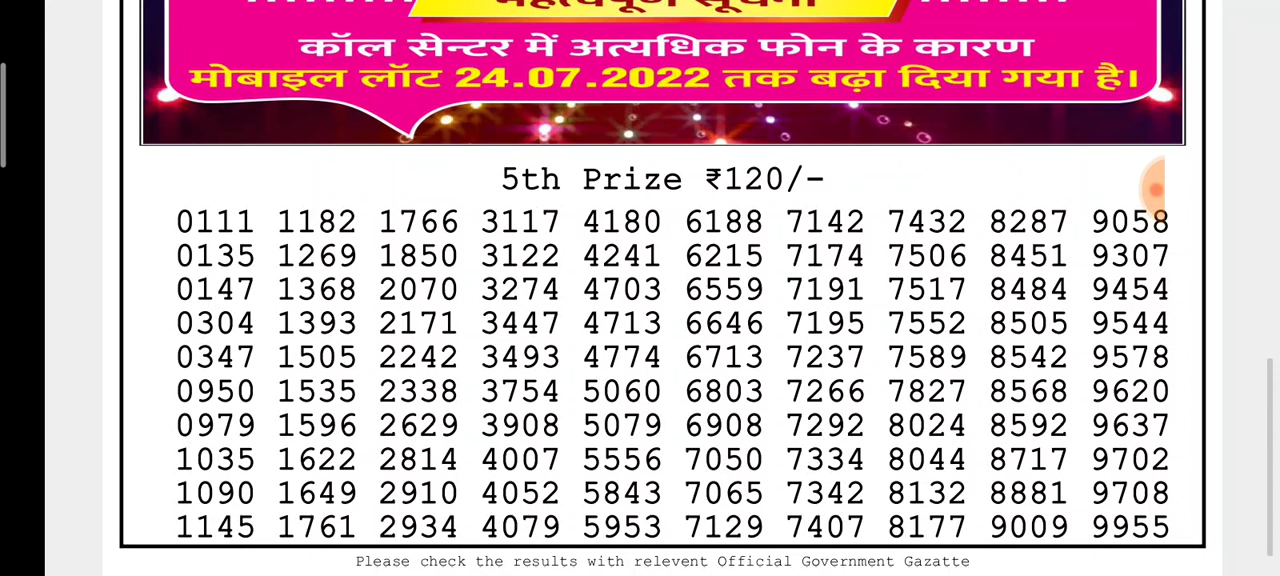 महत्वपूर्ण सूचना
कॉल सेन्टर में अत्यधिक फोन के कारण
मोबाइल लॉट 24.07.2022 तक बढ़ा दिया गया है।
5th Prize ₹120/-
0111 1182 1766 3117 4180 6188 7142 7432 8287 9058
0135 1269 1850 3122 4241 6215 7174 7506 8451 9307
0147 1368 2070 3274 4703 6559 7191 7517 8484 9454
0304 1393 2171 3447 4713 6646 7195 7552 8505 9544
0347 1505 2242 3493 4774 6713 7237 7589 8542 9578
0950 1535 2338 3754 5060 6803 7266 7827 8568 9620
0979 1596 2629 3908 5079 6908 7292 8024 8592 9637
1035 1622 2814 4007 5556 7050 7334 8044 8717 9702
1090 1649 2910 4052 5843 7065 7342 8132 8881 9708
1145 1761 2934 4079 5953 7129 7407 8177 9009 9955
Please check the results with relevent Official Government Gazatte